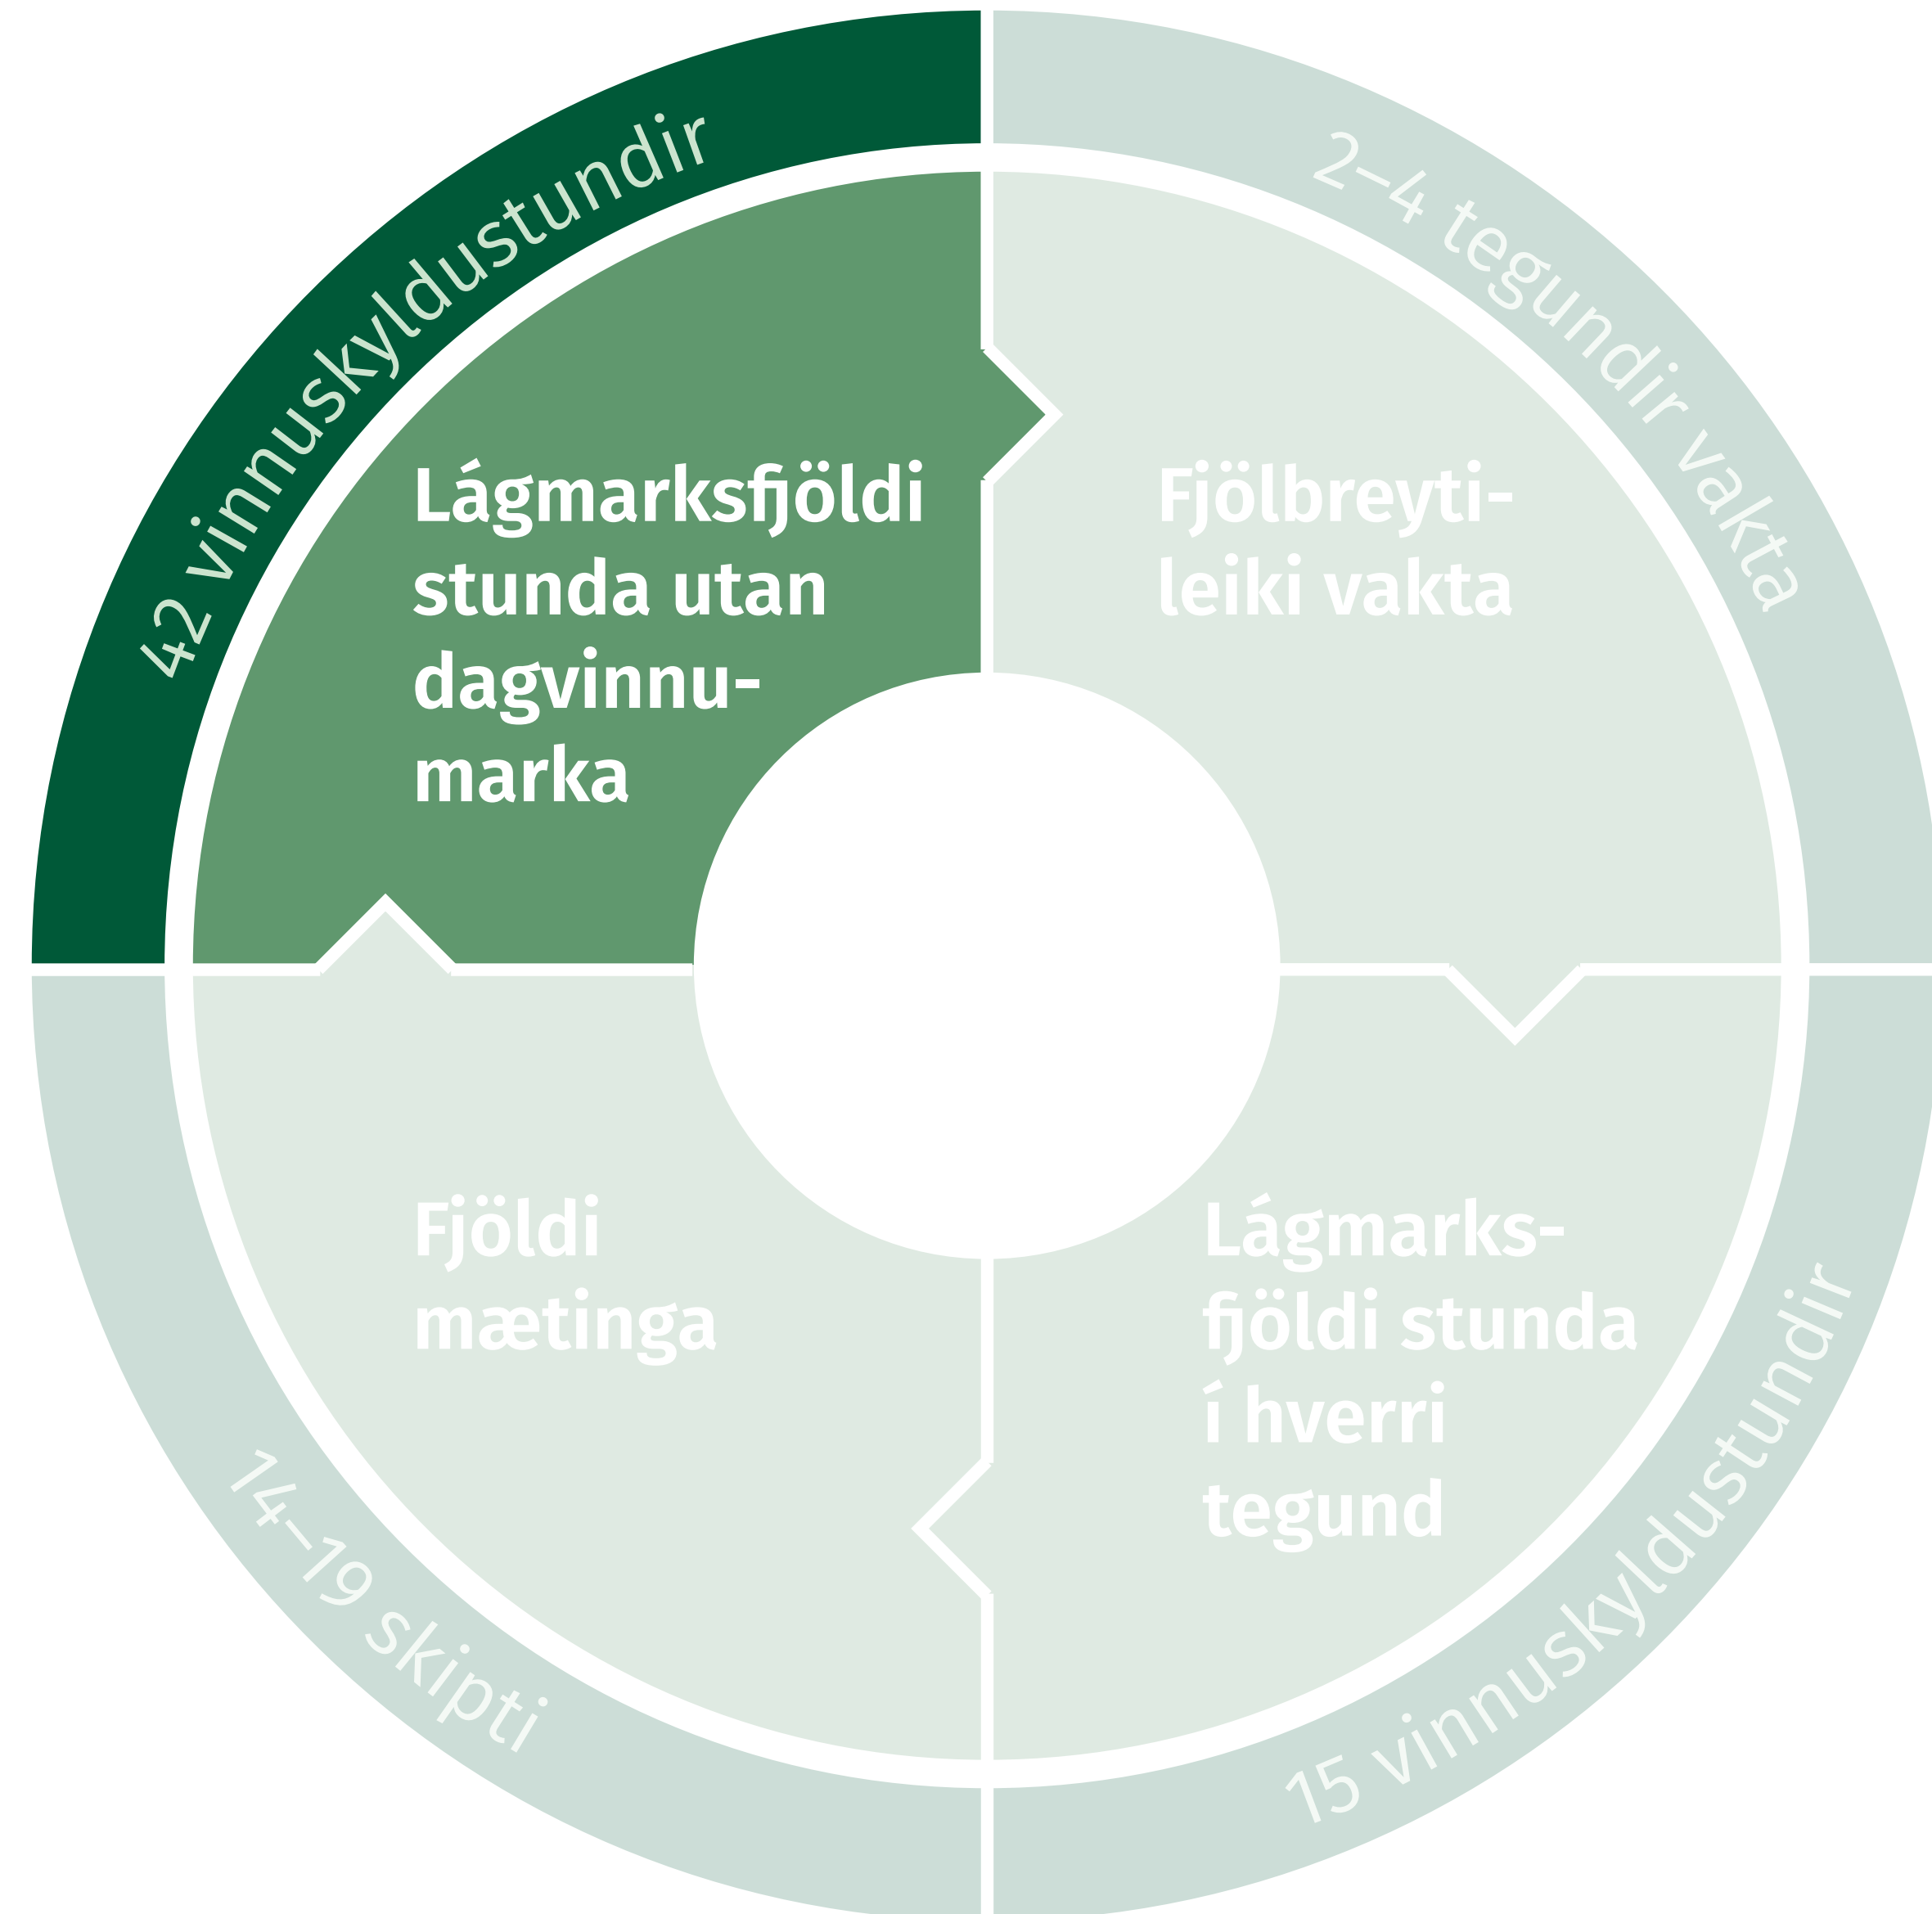 42 vinnuskyldustundir
Lágmarksfjöldi
stunda utan
dagvinnu-
marka
2–4 tegundir vakta
Fjölbreyti-
leiki vakta
Fjöldi
mætinga
14–19 skipti
Lágmarks-
fjöldi stunda
í hverri
tegund
15 vinnuskyldustundir